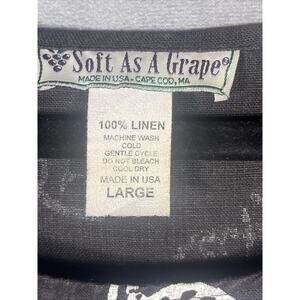 Soft As A Grape®
MADE IN USA - CAPE COD, MA
100% LINEN
MACHINE WASH
COLD
GENTLE CYCLE
DO NOT BLEACH
COOL DRY
MADE IN USA
LARGE